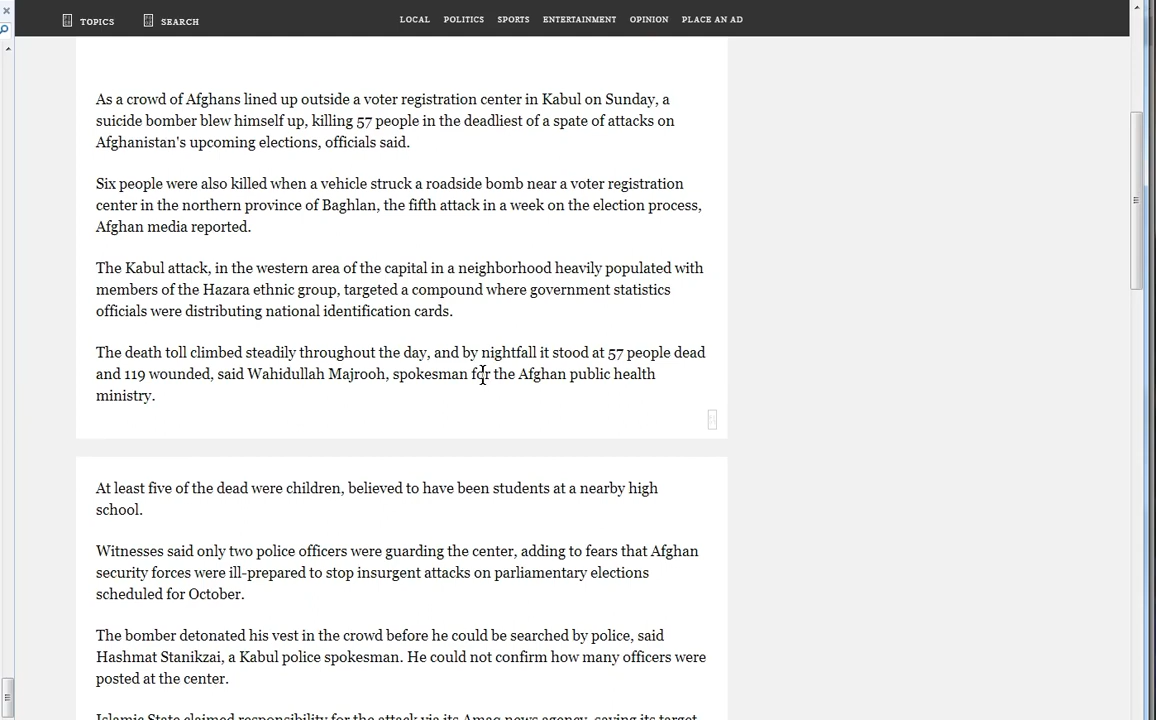 TOPICS SEARCH LOCAL POLITICS SPORTS ENTERTAINMENT OPINION PLACE AN AD
As a crowd of Afghans lined up outside a voter registration center in Kabul on Sunday, a
suicide bomber blew himself up, killing 57 people in the deadliest of a spate of attacks on
Afghanistan's upcoming elections, officials said.
Six people were also killed when a vehicle struck a roadside bomb near a voter registration
center in the northern province of Baghlan, the fifth attack in a week on the election process,
Afghan media reported.
The Kabul attack, in the western area of the capital in a neighborhood heavily populated with
members of the Hazara ethnic group, targeted a compound where government statistics
officials were distributing national identification cards.
The death toll climbed steadily throughout the day, and by nightfall it stood at 57 people dead
and 119 wounded, said Wahidullah Majrooh, spokesman for the Afghan public health
ministry.
At least five of the dead were children, believed to have been students at a nearby high
school.
Witnesses said only two police officers were guarding the center, adding to fears that Afghan
security forces were ill-prepared to stop insurgent attacks on parliamentary elections
scheduled for October.
The bomber detonated his vest in the crowd before he could be searched by police, said
Hashmat Stanikzai, a Kabul police spokesman. He could not confirm how many officers were
posted at the center.
Islamic State claimed responsibility for the attack via its Amaq news agency, saying its target